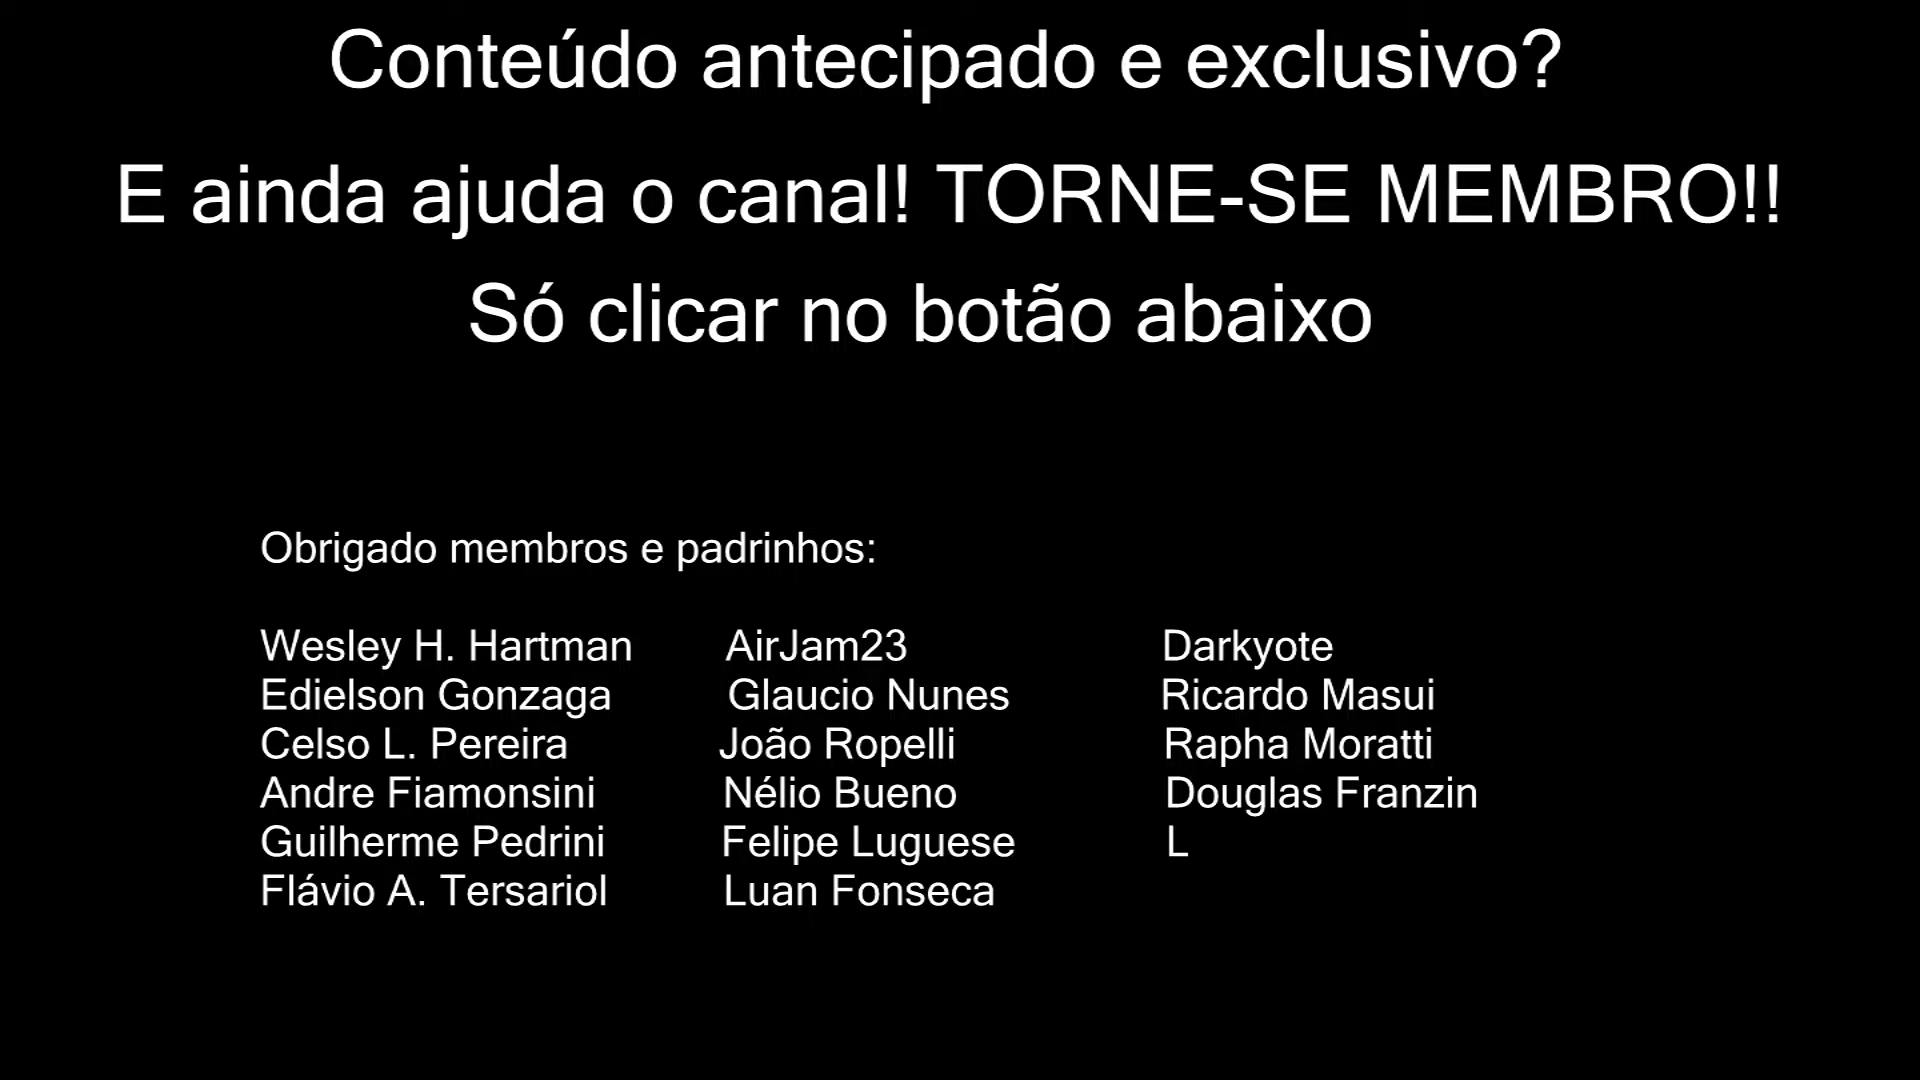 Conteúdo antecipado e exclusivo?
E ainda ajuda o canal! TORNE-SE MEMBRO!!
Só clicar no botão abaixo
Obrigado membros e padrinhos:
Wesley H. Hartman AirJam23 Darkyote
Edielson Gonzaga Glaucio Nunes Ricardo Masui
Celso L. Pereira João Ropelli Rapha Moratti
Andre Fiamonsini Nélio Bueno Douglas Franzin
Guilherme Pedrini Felipe Luguese L
Flávio A. Tersariol Luan Fonseca